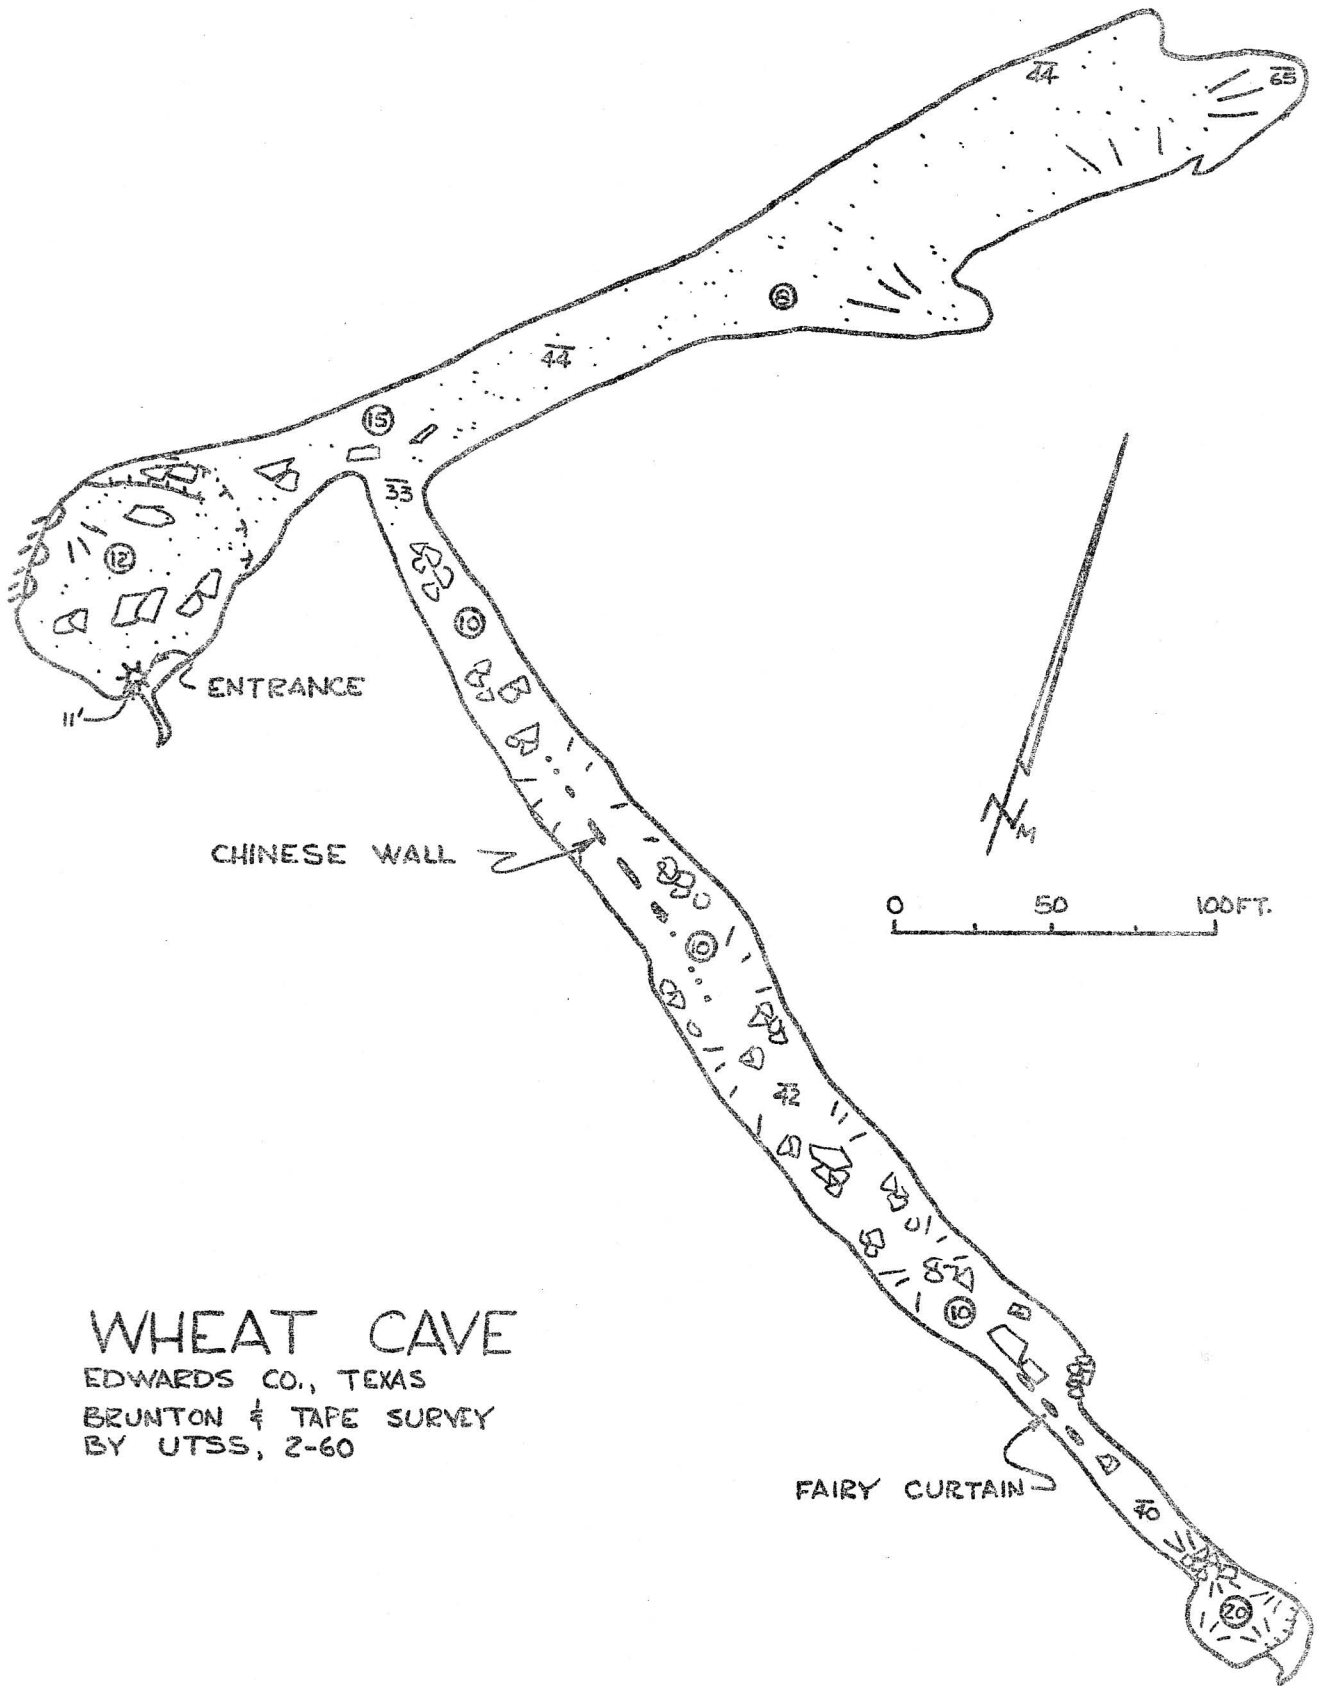 44
65
8
44
15
33
12
10
ENTRANCE
11'
CHINESE WALL
N
M
0 50 100FT.
10
42
10
WHEAT CAVE
EDWARDS CO., TEXAS
BRUNTON & TAPE SURVEY
BY UTSS, 2-60
FAIRY CURTAIN
40
20